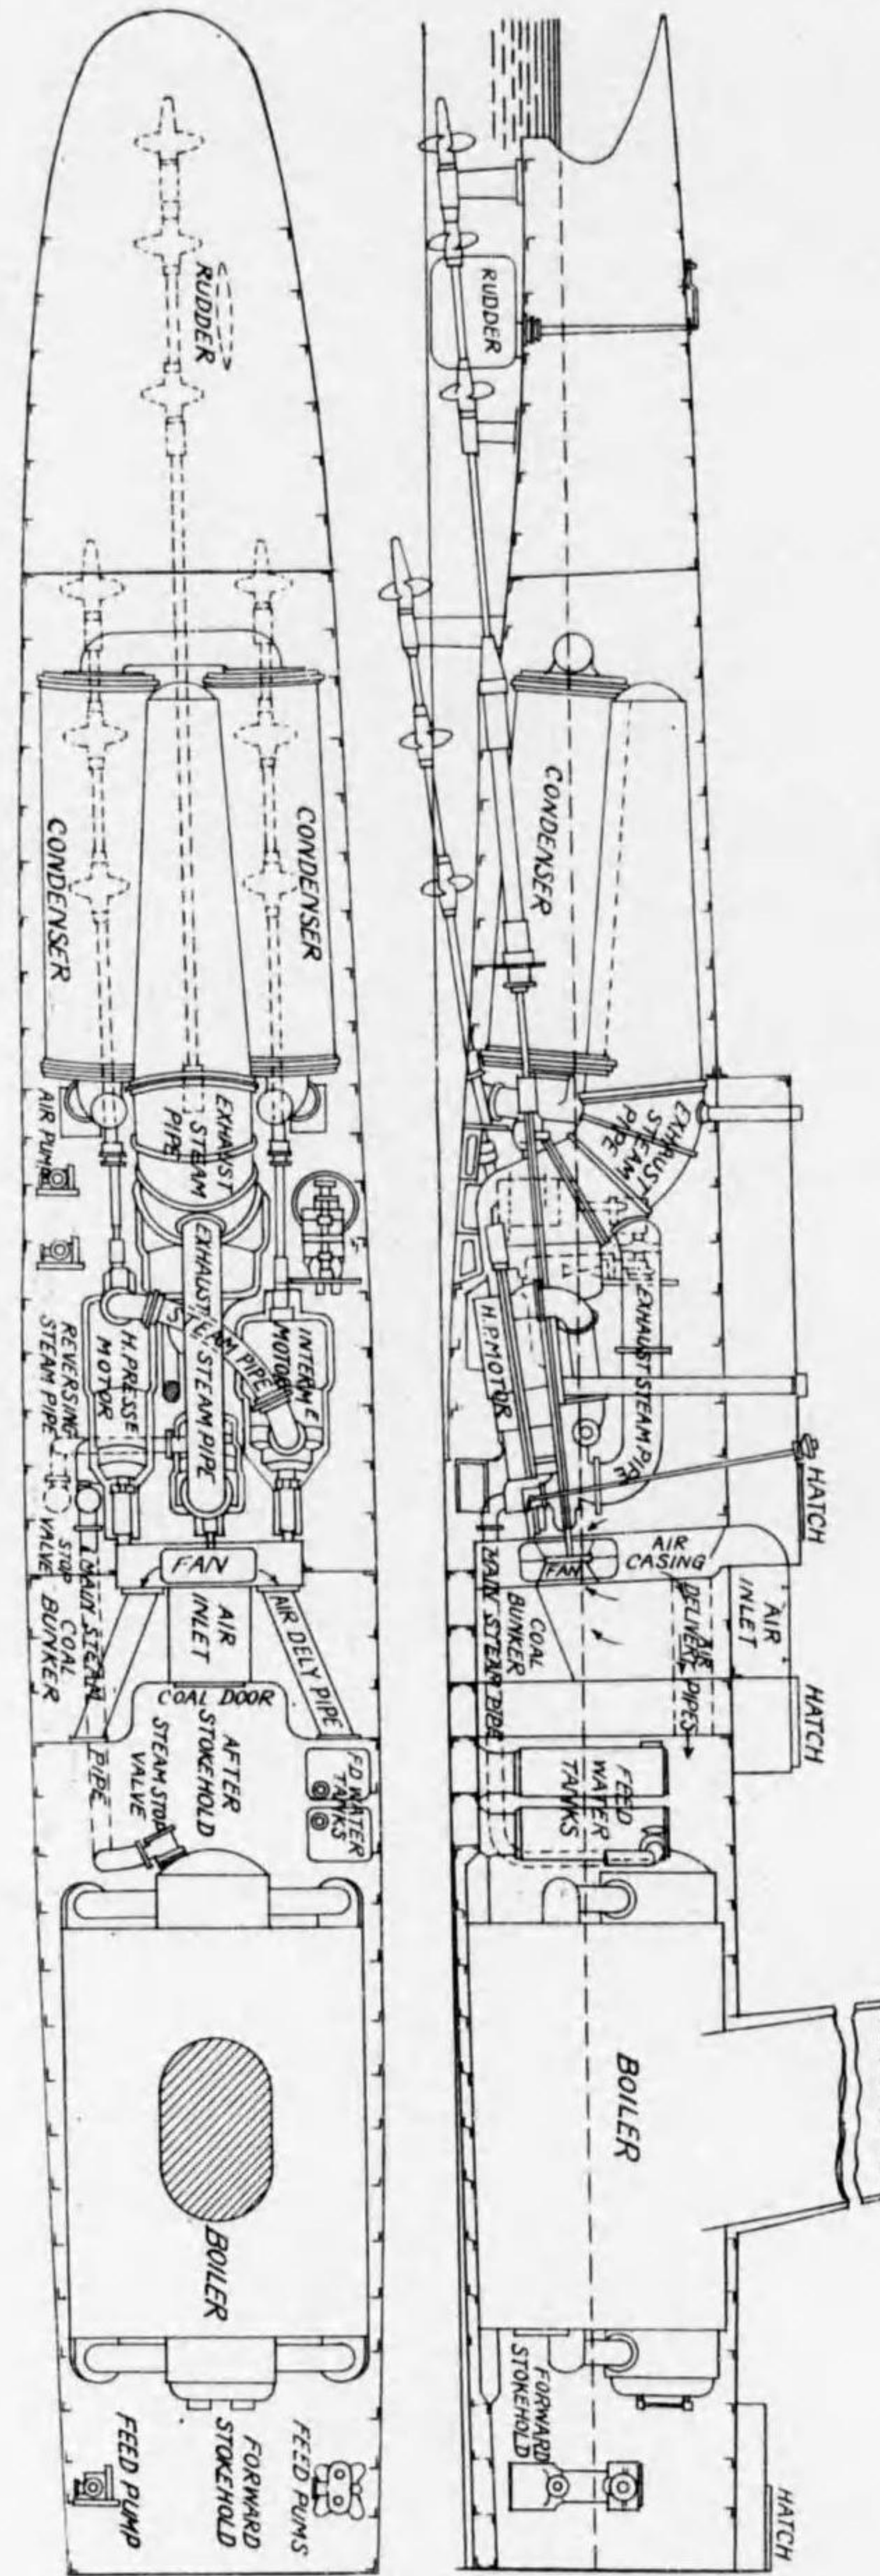 RUDDER
CONDENSER
CONDENSER
AIR PUMP
EXHAUST
STEAM
PIPE
EXHAUST STEAM PIPE
STEAM PIPE
REVERSING
STEAM PIPE
H.PRESSE
MOTOR
INTERME
MOTOR
STOP
VALVE
FAN
MAIN STEAM
PIPE
COAL
BUNKER
AIR
INLET
AIR DELY PIPE
COAL DOOR
AFTER
STOKEHOLD
STEAM STOP
VALVE
FD WATER
TANKS
BOILER
FEED PUMP
FORWARD
STOKEHOLD
FEED PUMS
RUDDER
CONDENSER
EXHAUST
STEAM
PIPE
H.P.MOTOR
EXHAUST STEAM PIPE
HATCH
FAN
AIR
CASING
MAIN STEAM PIPE
COAL
BUNKER
AIR
DELIVERY PIPES
AIR
INLET
HATCH
FEED
WATER
TANKS
BOILER
FORWARD
STOKEHOLD
HATCH